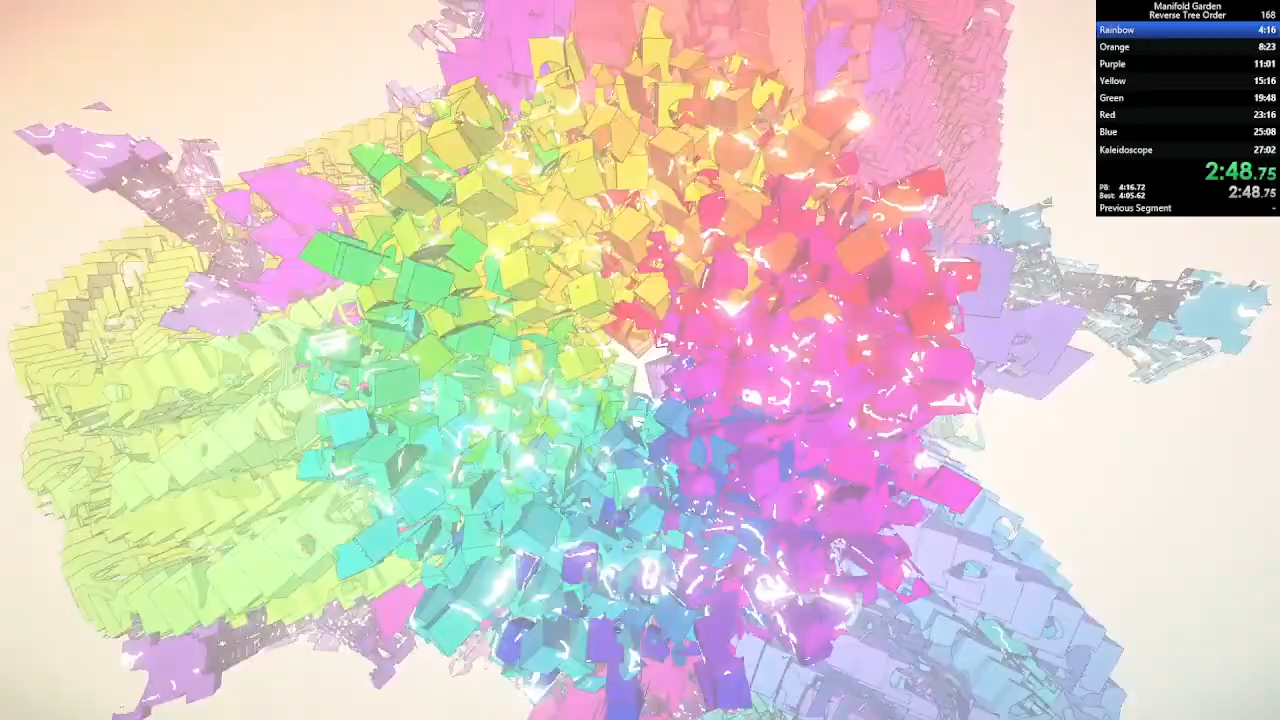 Manifold Garden
Reverse Tree Order 168
Rainbow 4:16
Orange 8:23
Purple 11:01
Yellow 15:16
Green 19:48
Red 23:16
Blue 25:08
Kaleidoscope 27:02
2:48.75
PB: 4:16.72
Best: 4:05.62
2:48.75
Previous Segment -